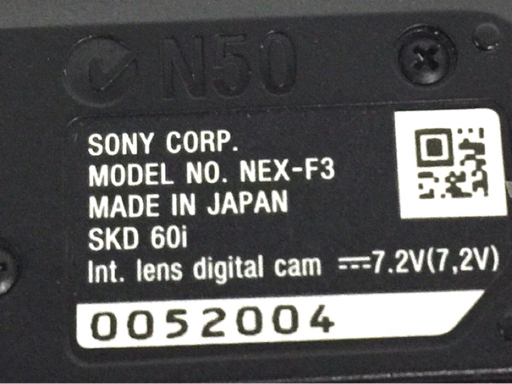 N50
SONY CORP.
MODEL NO. NEX-F3
MADE IN JAPAN
SKD 60i
Int. lens digital cam ⎓7.2V(7,2V)
0052004